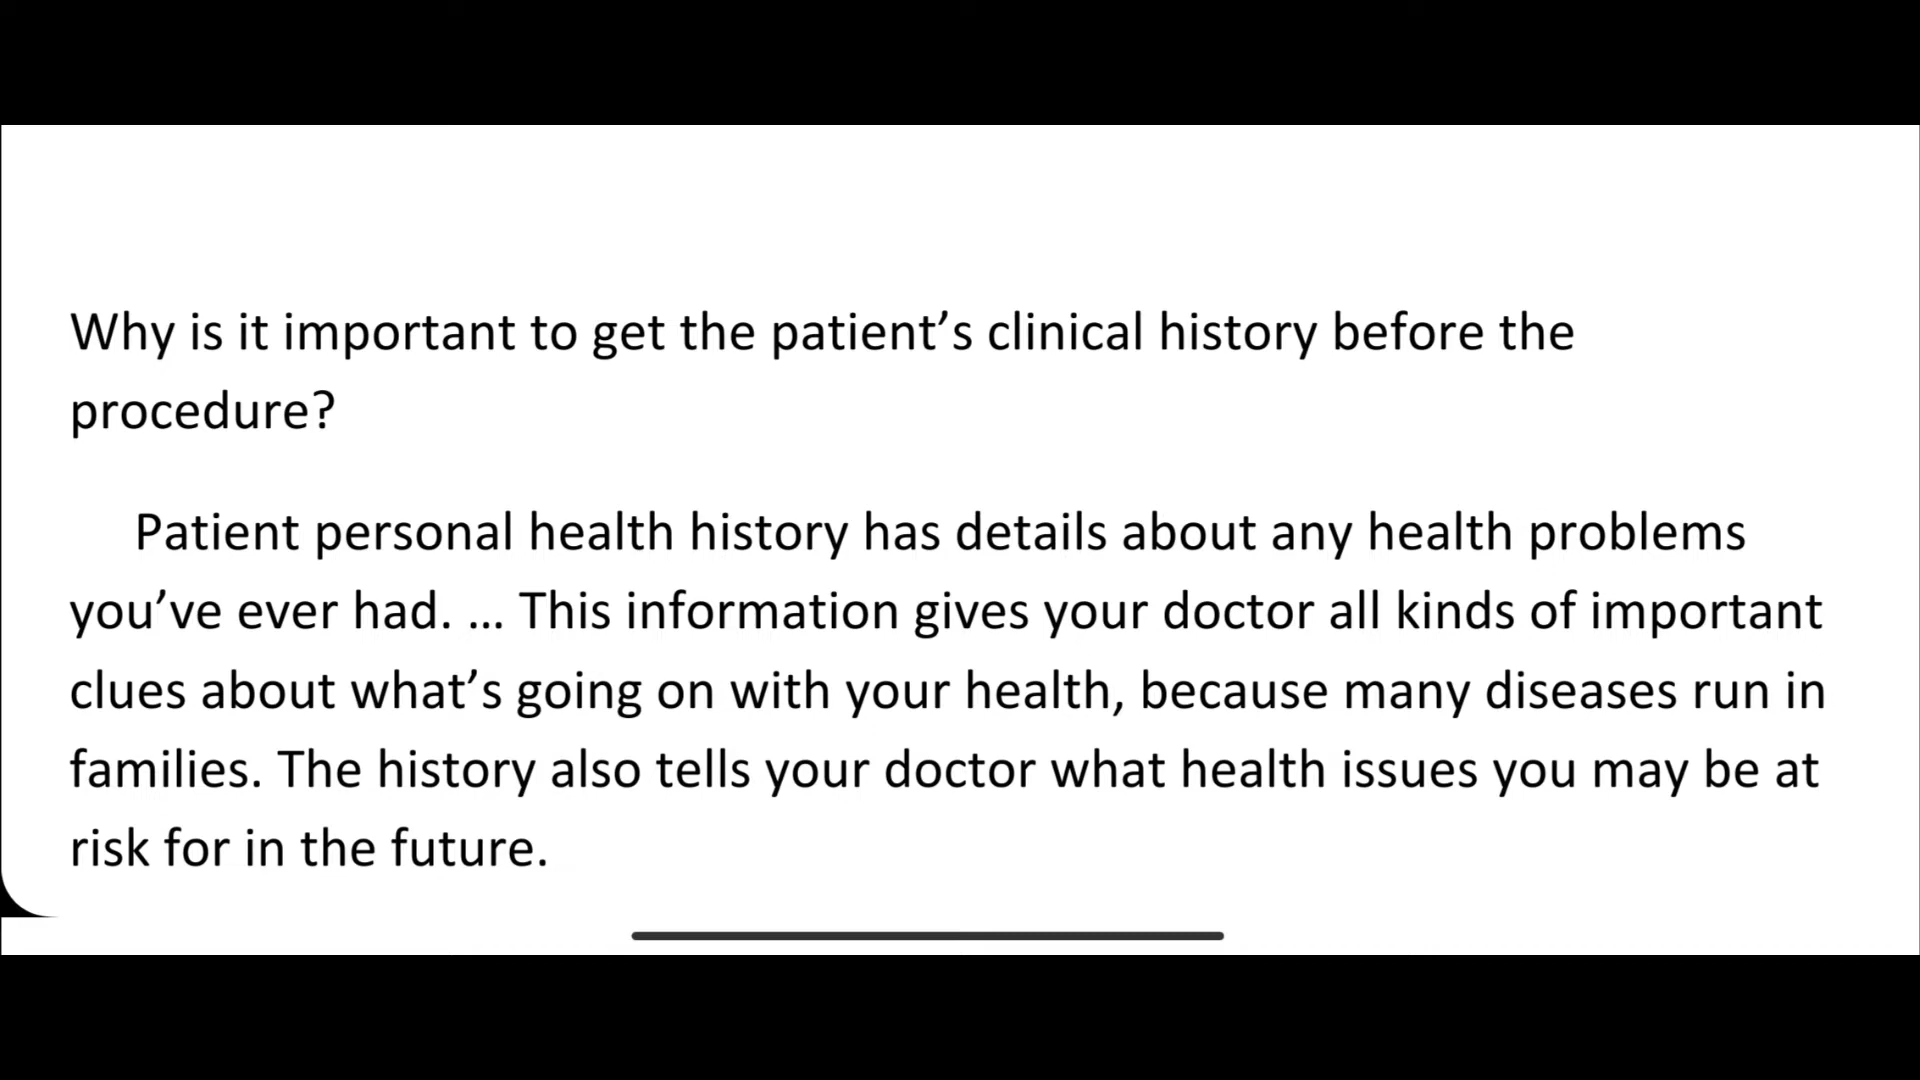 Why is it important to get the patient’s clinical history before the
procedure?
Patient personal health history has details about any health problems
you’ve ever had. ... This information gives your doctor all kinds of important
clues about what’s going on with your health, because many diseases run in
families. The history also tells your doctor what health issues you may be at
risk for in the future.